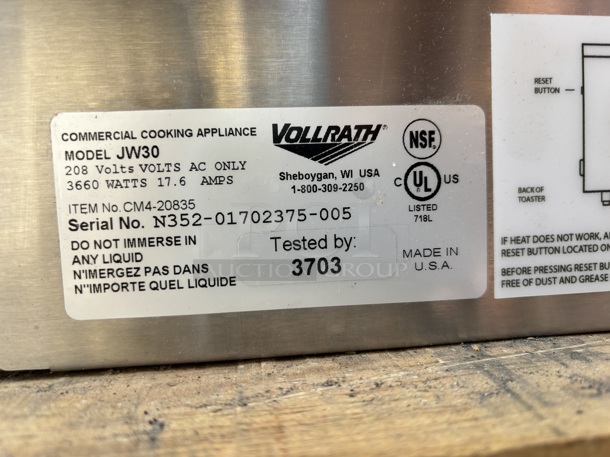 COMMERCIAL COOKING APPLIANCE
MODEL JW30
208 Volts VOLTS AC ONLY
3660 WATTS 17.6 AMPS
ITEM No. CM4-20835
Serial No. N352-01702375-005
DO NOT IMMERSE IN
ANY LIQUID
N'IMERGEZ PAS DANS
N"IMPORTE QUEL LIQUIDE
VOLLRATH®
Sheboygan, WI USA
1-800-309-2250
Tested by:
3703
NSF
C UL US
LISTED
718L
MADE IN
U.S.A.
AUCTION GROUP
RESET
BUTTON
BACK OF
TOASTER
IF HEAT DOES NOT WORK,
RESET BUTTON LOCATED ON
BEFORE PRESSING RESET
FREE OF DUST AND GREASE